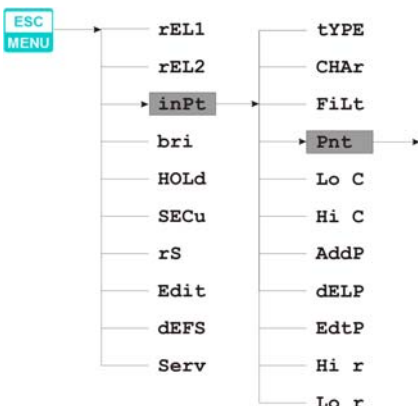 ESC
MENU
rEL1
rEL2
inPt
bri
HOLd
SECu
rS
Edit
dEFS
Serv
tYPE
CHAr
FiLt
Pnt
Lo C
Hi C
AddP
dELP
EdtP
Hi r
Lo r